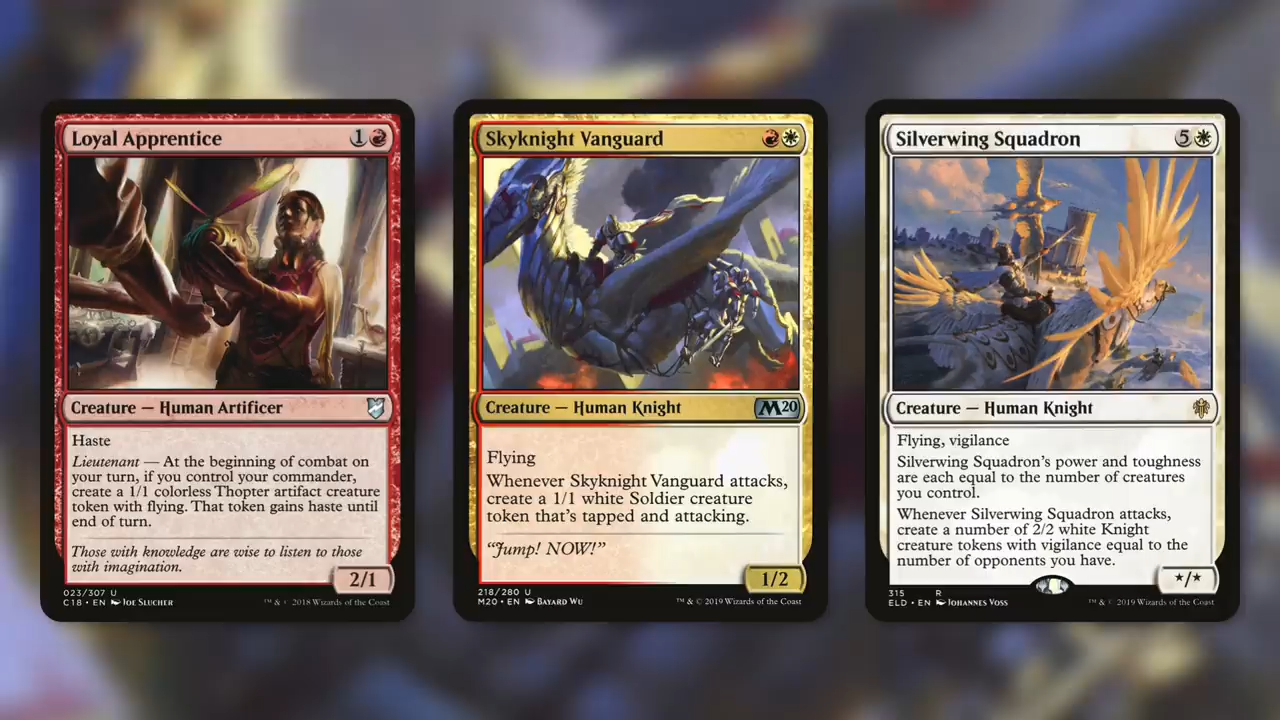 Loyal Apprentice 1
Creature — Human Artificer
Haste
Lieutenant — At the beginning of combat on
your turn, if you control your commander,
create a 1/1 colorless Thopter artifact creature
token with flying. That token gains haste until
end of turn.
Those with knowledge are wise to listen to those
with imagination.
2/1
023/307 U
C18 • EN Joe Slucher
™ & © 2018 Wizards of the Coast
Skyknight Vanguard
Creature — Human Knight M20
Flying
Whenever Skyknight Vanguard attacks,
create a 1/1 white Soldier creature
token that's tapped and attacking.
"Jump! NOW!"
1/2
218/280 U
M20 • EN Bayard Wu
™ & © 2019 Wizards of the Coast
Silverwing Squadron 5
Creature — Human Knight
Flying, vigilance
Silverwing Squadron's power and toughness
are each equal to the number of creatures
you control.
Whenever Silverwing Squadron attacks,
create a number of 2/2 white Knight
creature tokens with vigilance equal to the
number of opponents you have.
★/★
315 R
ELD • EN Johannes Voss
™ & © 2019 Wizards of the Coast